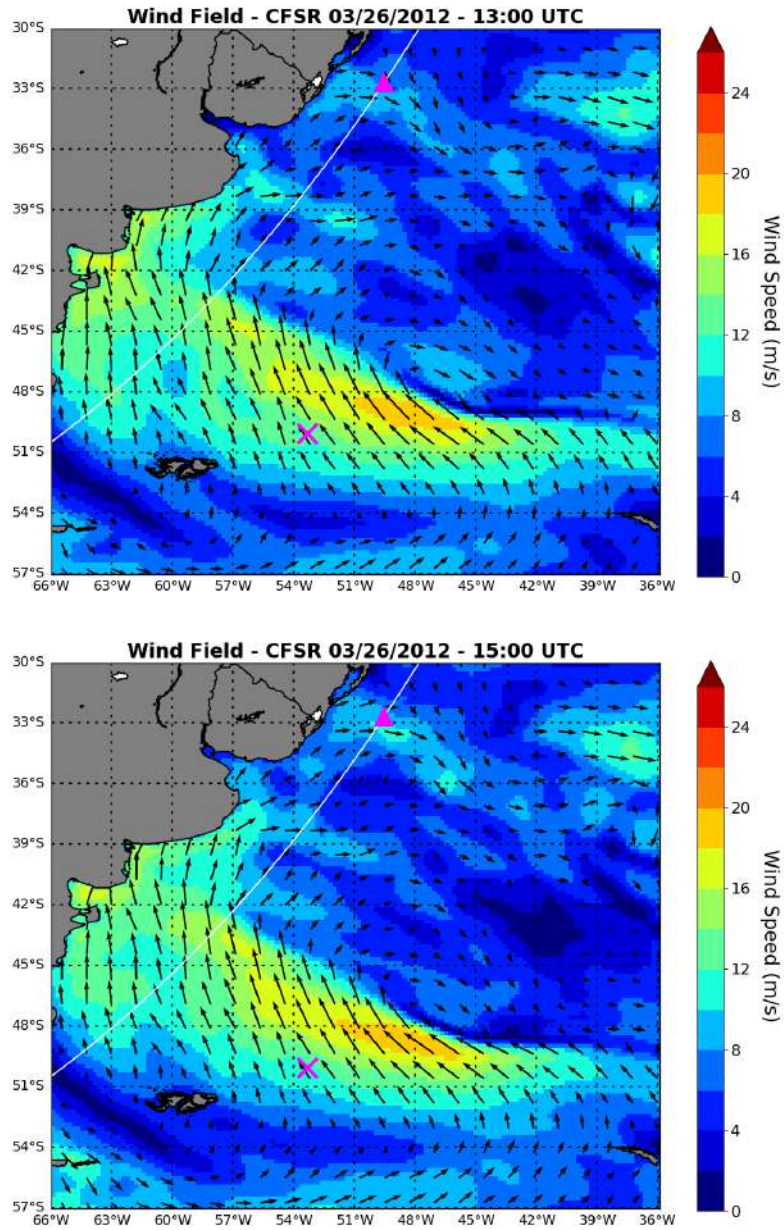 Wind Field - CFSR 03/26/2012 - 13:00 UTC
30°S
33°S
36°S
39°S
42°S
45°S
48°S
51°S
54°S
57°S
66°W 63°W 60°W 57°W 54°W 51°W 48°W 45°W 42°W 39°W 36°W
24
20
16
12
8
4
0
Wind Speed (m/s)
Wind Field - CFSR 03/26/2012 - 15:00 UTC
30°S
33°S
36°S
39°S
42°S
45°S
48°S
51°S
54°S
57°S
66°W 63°W 60°W 57°W 54°W 51°W 48°W 45°W 42°W 39°W 36°W
24
20
16
12
8
4
0
Wind Speed (m/s)